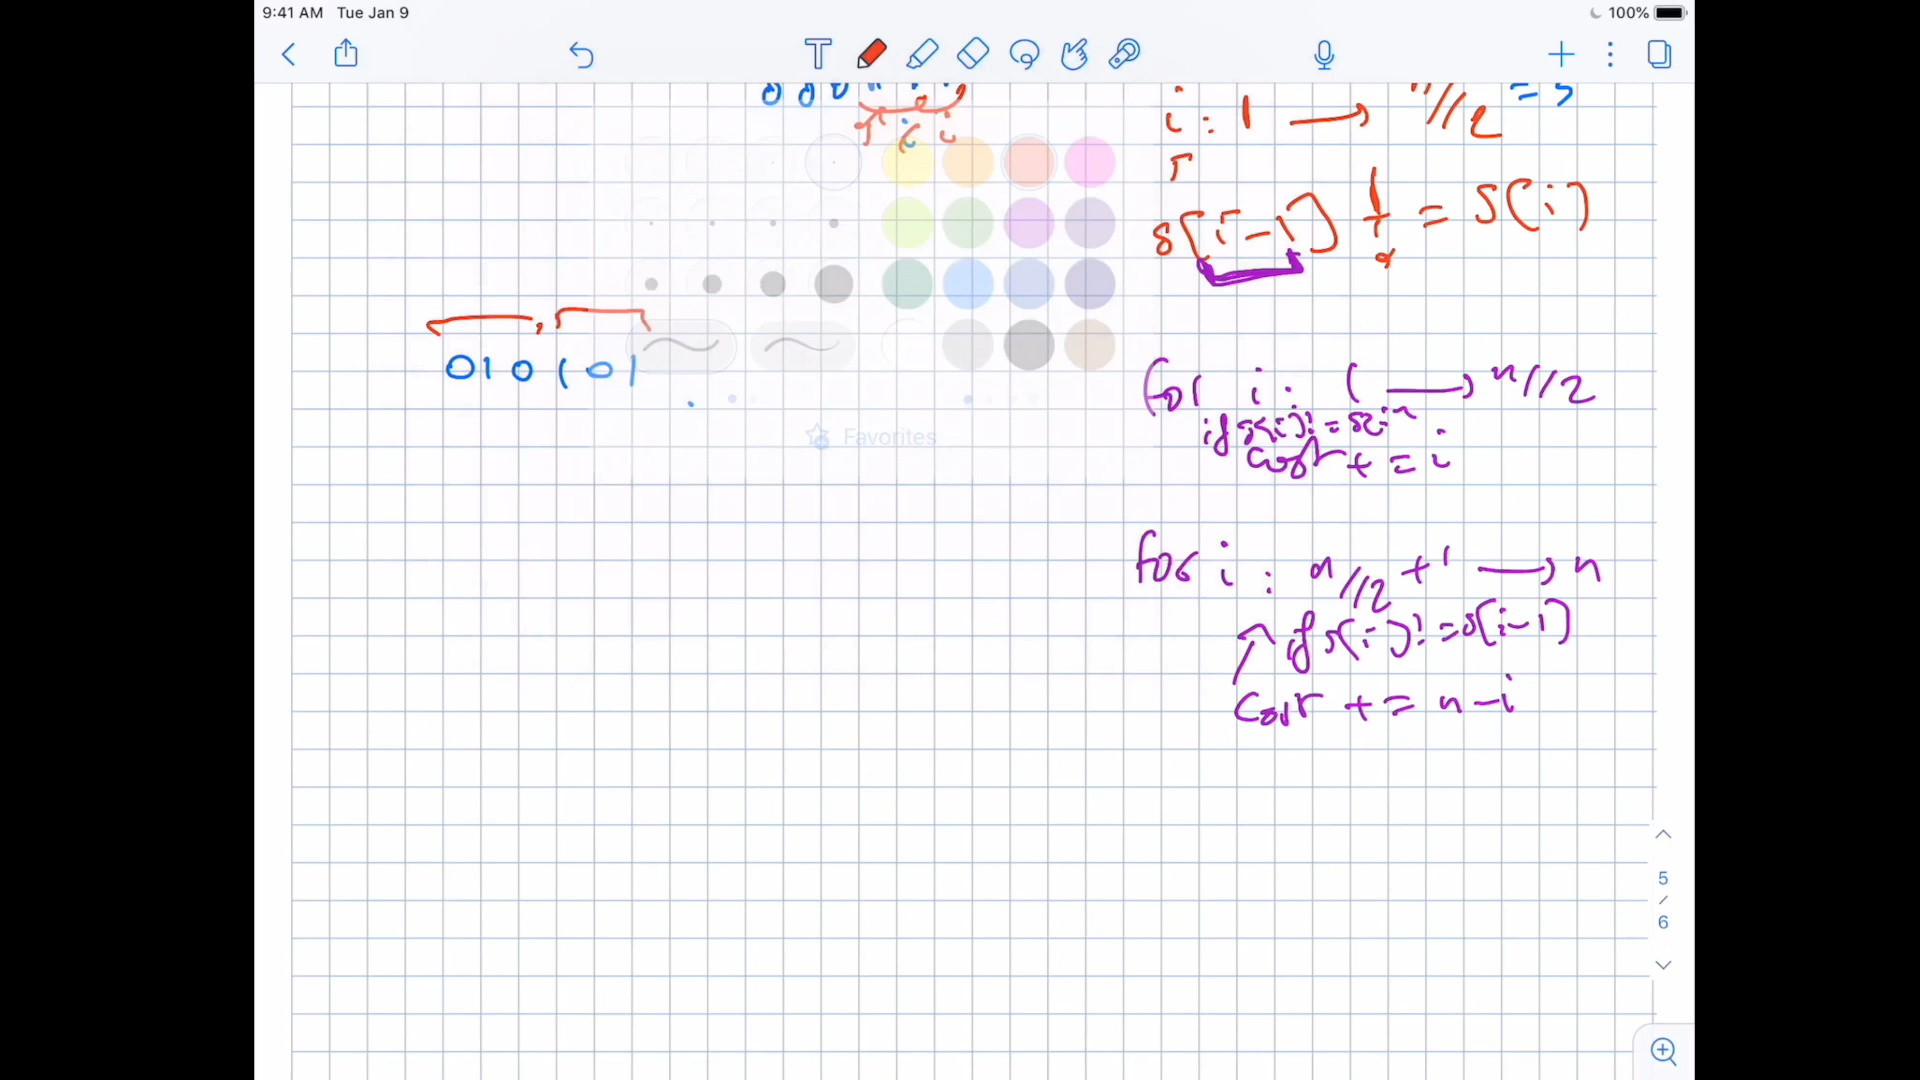 9:41 AM Tue Jan 9
100%
i : 1 → n//2 = 3
s[i-1] != s(i)
010101
Favorites
for i : 1 → n//2
if s[i] !=
cost += i
for i : n//2 + 1 → n
if s[i] != s[i-1]
cost += n-i
5
/
6